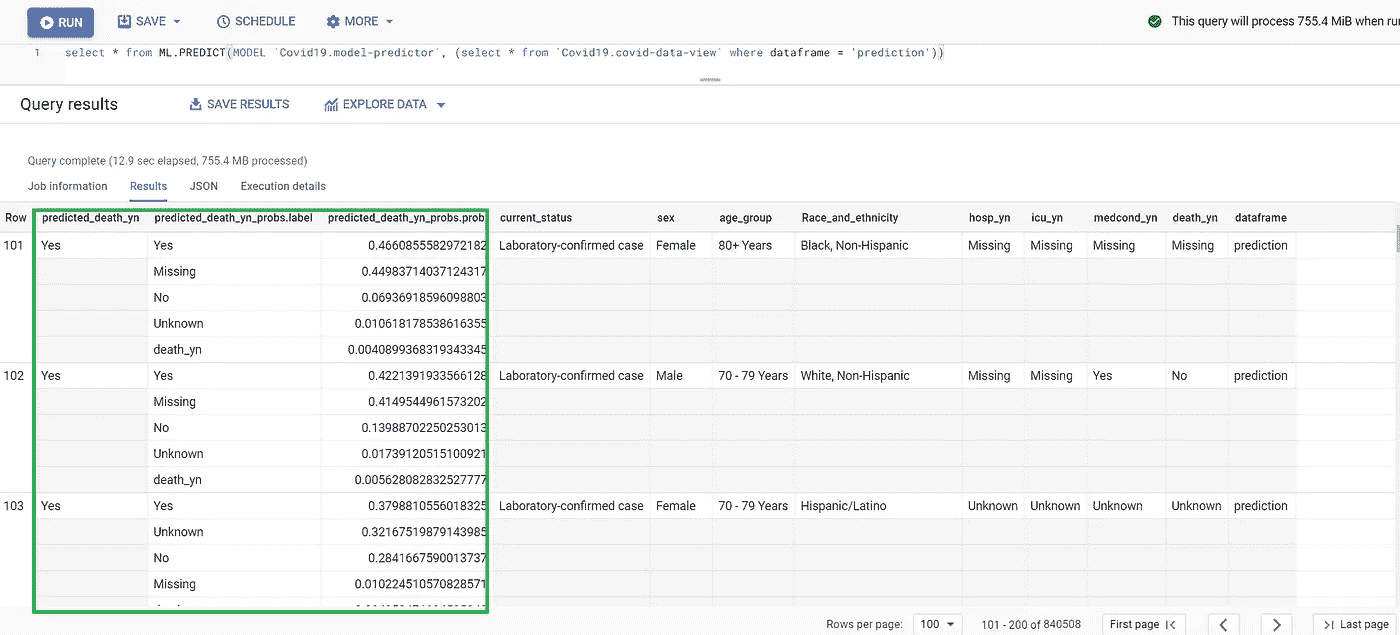 RUN SAVE SCHEDULE MORE This query will process 755.4 MiB when
1 select * from ML.PREDICT(MODEL `Covid19.model-predictor`, (select * from `Covid19.covid-data-view` where dataframe = 'prediction'))
Query results SAVE RESULTS EXPLORE DATA
Query complete (12.9 sec elapsed, 755.4 MB processed)
Job information Results JSON Execution details
Row predicted_death_yn predicted_death_yn_probs.label predicted_death_yn_probs.prob current_status sex age_group Race_and_ethnicity hosp_yn icu_yn medcond_yn death_yn dataframe
101 Yes Yes 0.4660855582972182 Laboratory-confirmed case Female 80+ Years Black, Non-Hispanic Missing Missing Missing Missing prediction
Missing 0.44983714037124317
No 0.06936918596098803
Unknown 0.010618178538616355
death_yn 0.0040899368319343345
102 Yes Yes 0.4221391933566128 Laboratory-confirmed case Male 70 - 79 Years White, Non-Hispanic Missing Missing Yes No prediction
Missing 0.4149544961573202
No 0.13988702250253013
Unknown 0.01739120515100921
death_yn 0.005628082832527777
103 Yes Yes 0.3798810556018325 Laboratory-confirmed case Female 70 - 79 Years Hispanic/Latino Unknown Unknown Unknown Unknown prediction
Unknown 0.32167519879143985
No 0.2841667590013737
Missing 0.010224510570828571
Rows per page: 100 101 - 200 of 840508 First page Last page